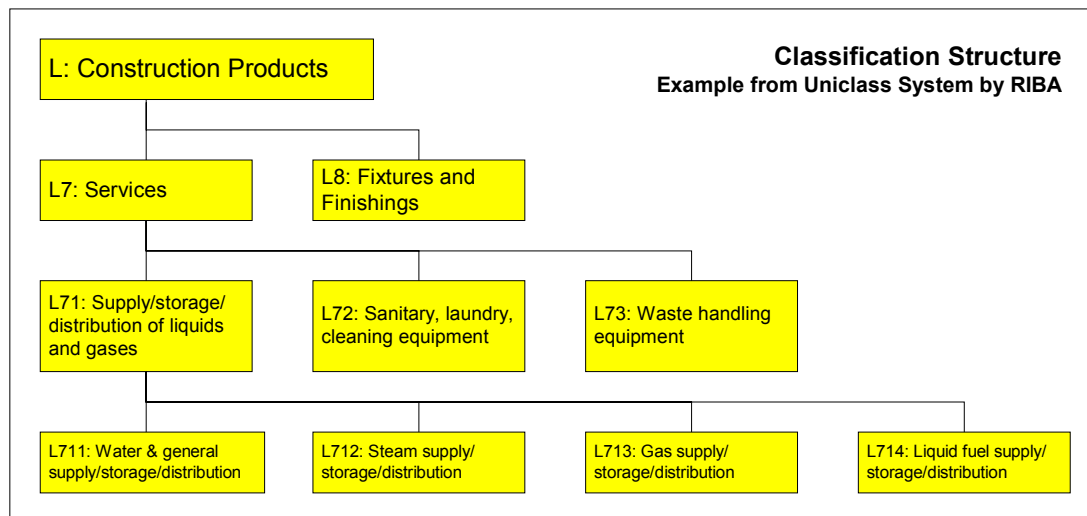 Classification Structure
Example from Uniclass System by RIBA
L: Construction Products
L7: Services
L8: Fixtures and
Finishings
L71: Supply/storage/
distribution of liquids
and gases
L72: Sanitary, laundry,
cleaning equipment
L73: Waste handling
equipment
L711: Water & general
supply/storage/distribution
L712: Steam supply/
storage/distribution
L713: Gas supply/
storage/distribution
L714: Liquid fuel supply/
storage/distribution